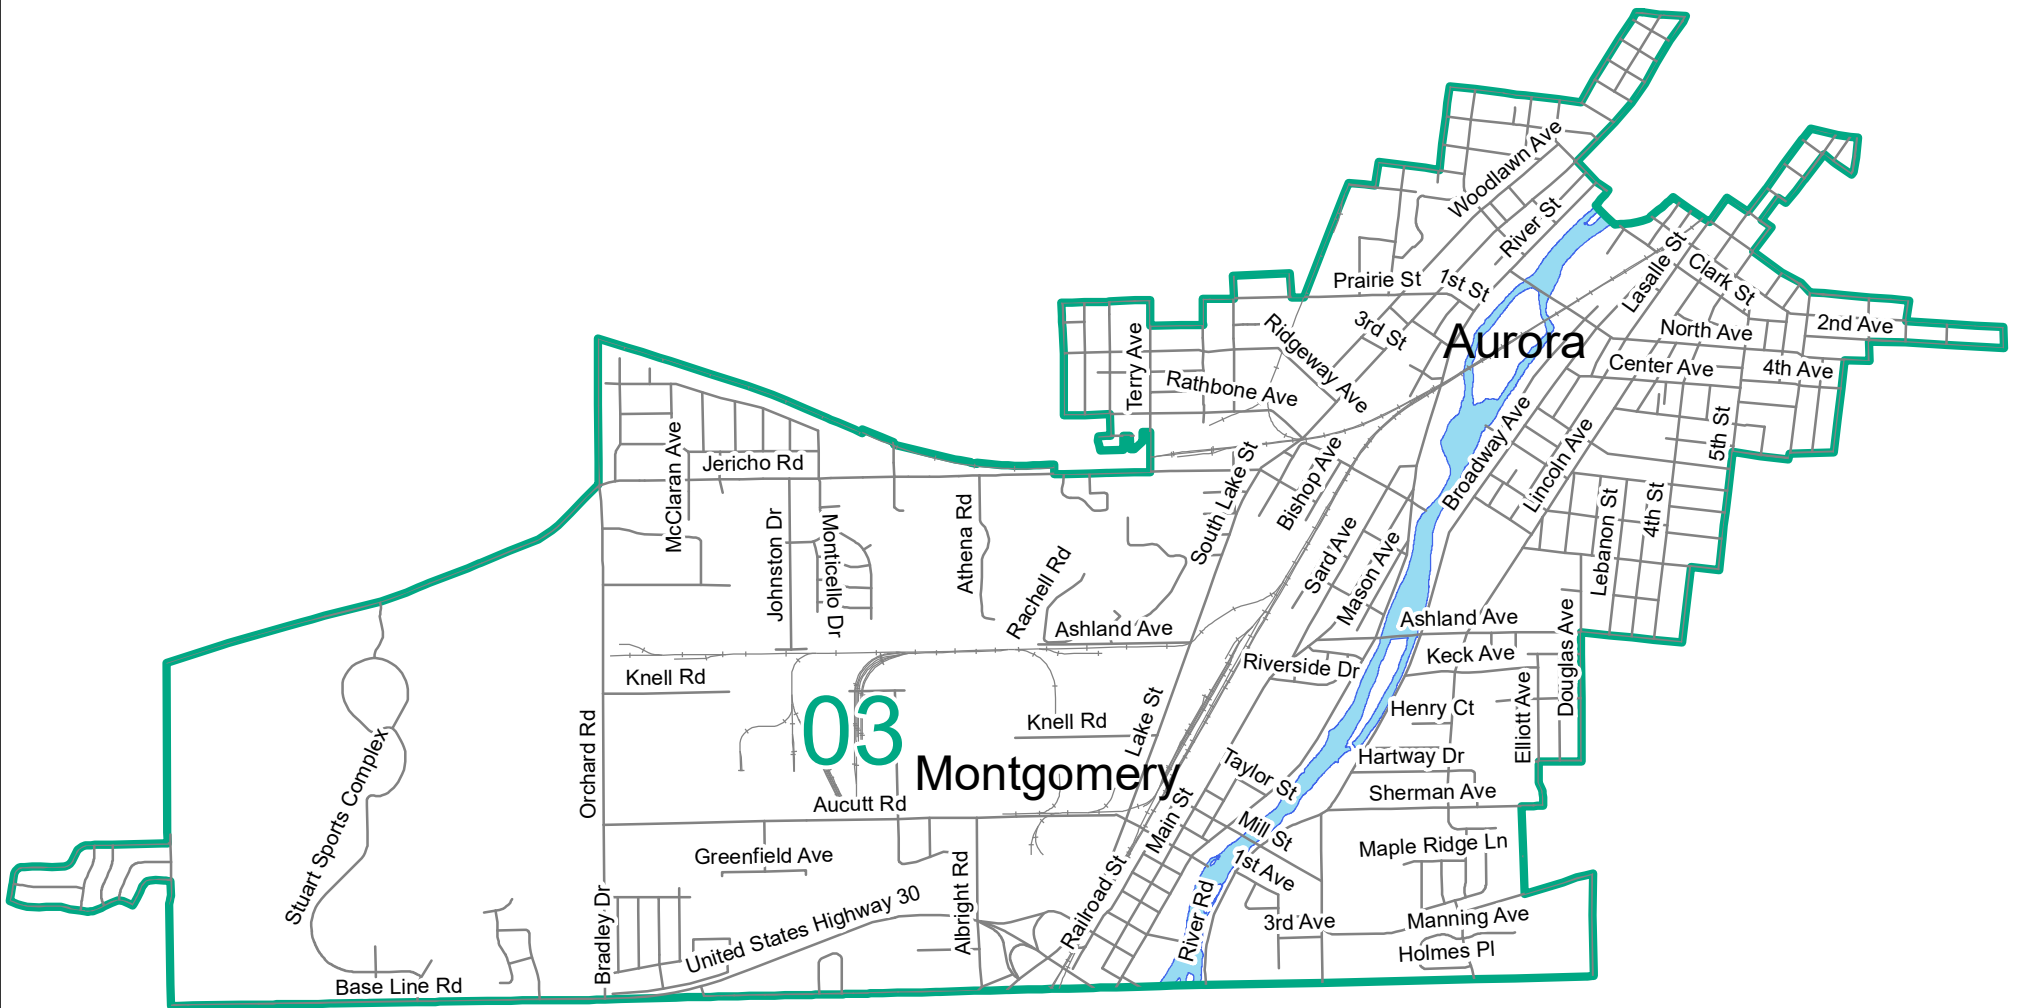 Woodlawn Ave
River St
Lasalle St
Clark St
Prairie St
1st St
3rd St
Ridgeway Ave
Aurora
North Ave
2nd Ave
Center Ave
4th Ave
Terry Ave
Rathbone Ave
Broadway Ave
Lincoln Ave
5th St
McClaran Ave
Jericho Rd
South Lake St
Bishop Ave
Lebanon St
4th St
Johnston Dr
Monticello Dr
Athena Rd
Rachell Rd
Sard Ave
Mason Ave
Ashland Ave
Ashland Ave
Douglas Ave
Keck Ave
Riverside Dr
Knell Rd
Orchard Rd
03
Knell Rd
Lake St
Henry Ct
Elliott Ave
Stuart Sports Complex
Montgomery
Taylor St
Hartway Dr
Sherman Ave
Aucutt Rd
Main St
Mill St
Maple Ridge Ln
Greenfield Ave
1st Ave
Albright Rd
Railroad St
Bradley Dr
United States Highway 30
River Rd
3rd Ave
Manning Ave
Holmes Pl
Base Line Rd